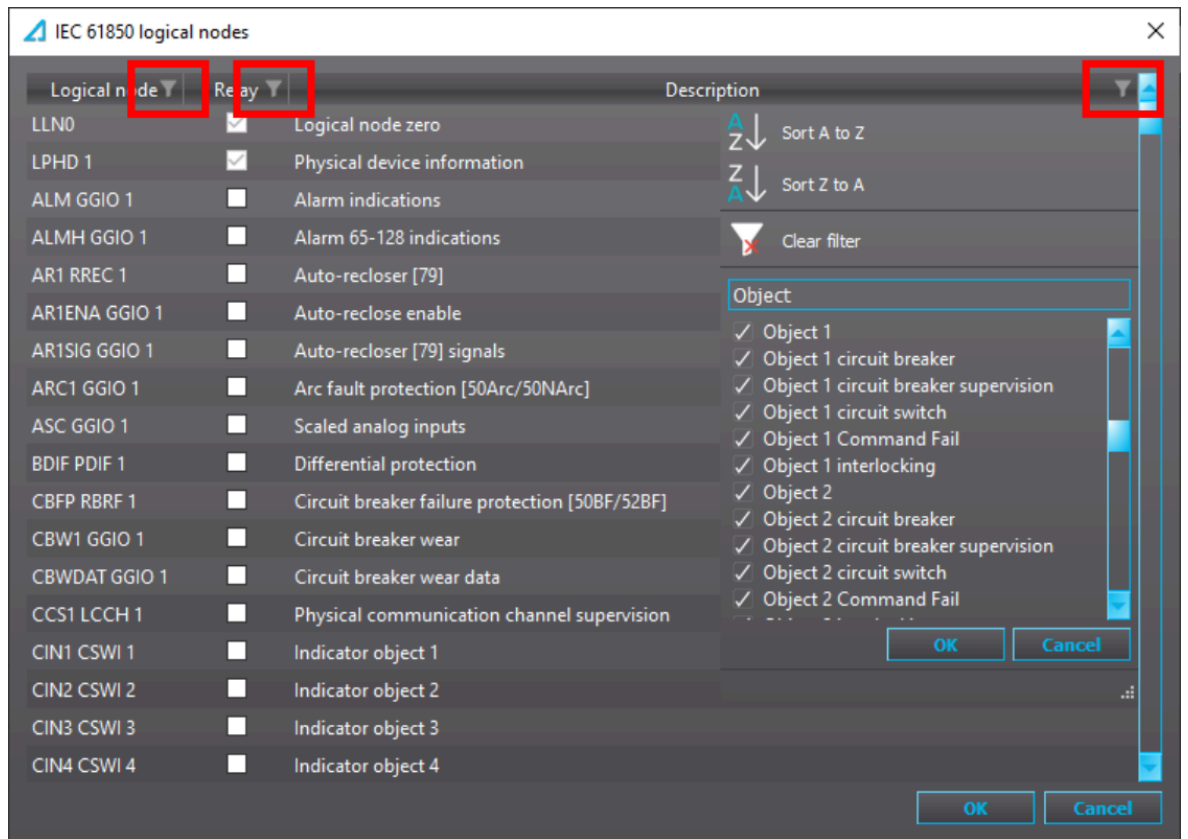 IEC 61850 logical nodes
Logical node Relay Description
LLN0 Logical node zero
LPHD 1 Physical device information
ALM GGIO 1 Alarm indications
ALMH GGIO 1 Alarm 65-128 indications
AR1 RREC 1 Auto-recloser [79]
AR1ENA GGIO 1 Auto-reclose enable
AR1SIG GGIO 1 Auto-recloser [79] signals
ARC1 GGIO 1 Arc fault protection [50Arc/50NArc]
ASC GGIO 1 Scaled analog inputs
BDIF PDIF 1 Differential protection
CBFP RBRF 1 Circuit breaker failure protection [50BF/52BF]
CBW1 GGIO 1 Circuit breaker wear
CBWDAT GGIO 1 Circuit breaker wear data
CCS1 LCCH 1 Physical communication channel supervision
CIN1 CSWI 1 Indicator object 1
CIN2 CSWI 2 Indicator object 2
CIN3 CSWI 3 Indicator object 3
CIN4 CSWI 4 Indicator object 4
A Z Sort A to Z
Z A Sort Z to A
Clear filter
Object
Object 1
Object 1 circuit breaker
Object 1 circuit breaker supervision
Object 1 circuit switch
Object 1 Command Fail
Object 1 interlocking
Object 2
Object 2 circuit breaker
Object 2 circuit breaker supervision
Object 2 circuit switch
Object 2 Command Fail
OK Cancel
OK Cancel